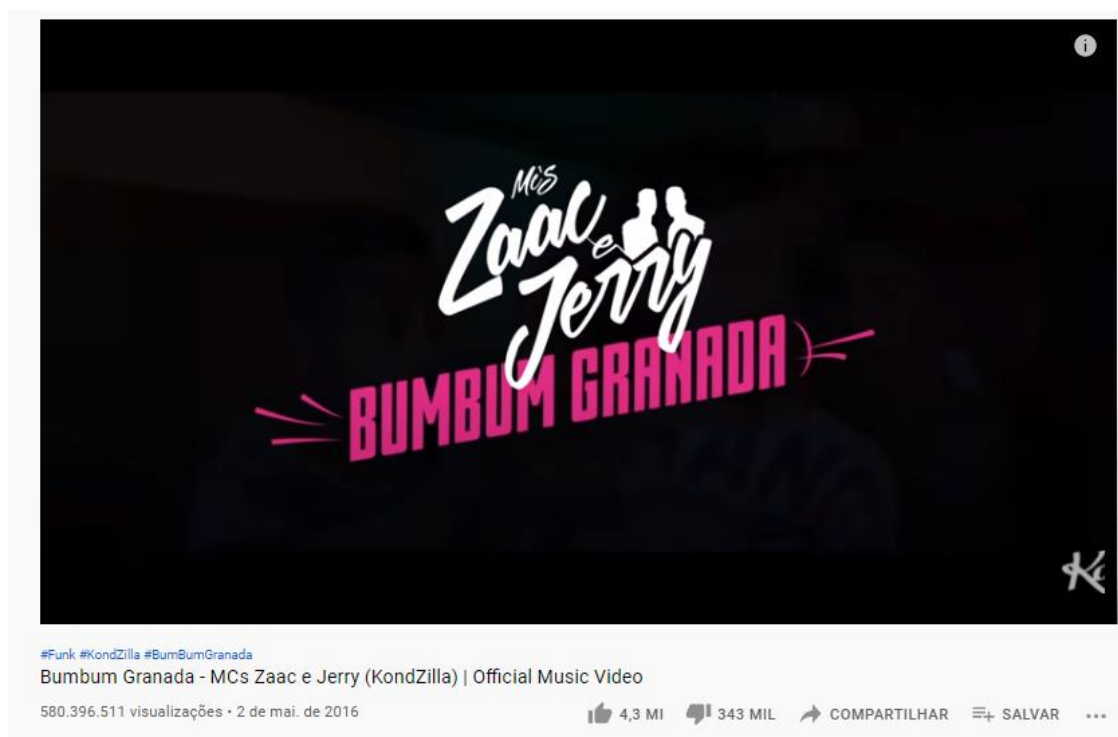 MC'S
Zaac e
Jerry
BUMBUM GRANADA
#Funk #KondZilla #BumBumGranada
Bumbum Granada - MCs Zaac e Jerry (KondZilla) | Official Music Video
580.396.511 visualizações • 2 de mai. de 2016
4,3 MI 343 MIL COMPARTILHAR SALVAR